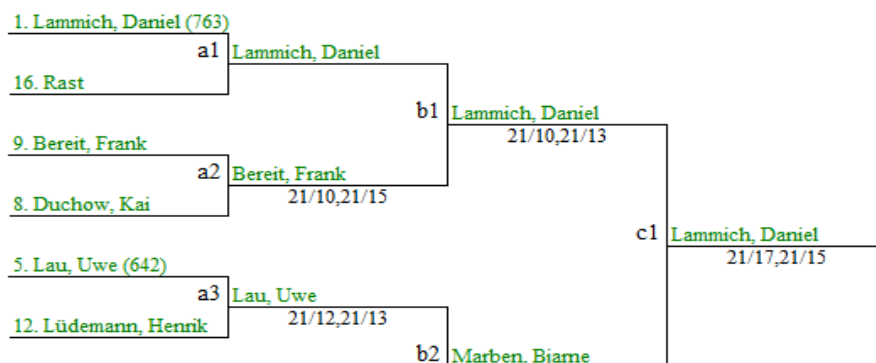 1. Lammich, Daniel (763)
a1
Lammich, Daniel
16. Rast
b1
Lammich, Daniel
21/10,21/13
9. Bereit, Frank
a2
Bereit, Frank
21/10,21/15
8. Duchow, Kai
c1
Lammich, Daniel
21/17,21/15
5. Lau, Uwe (642)
a3
Lau, Uwe
21/12,21/13
12. Lüdemann, Henrik
b2
Marben, Bjarne